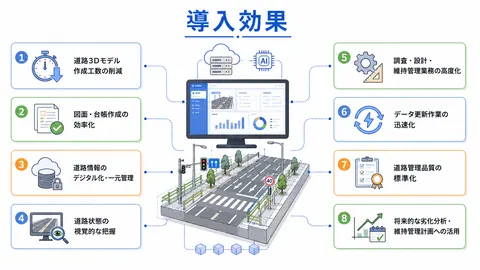 導入効果
1
道路3Dモデル
作成工数の削減
2
図面・台帳作成の
効率化
3
道路情報の
デジタル化・一元管理
4
道路状態の
視覚的な把握
AI
40
5
調査・設計・
維持管理業務の高度化
6
データ更新作業の
迅速化
7
道路管理品質の
標準化
8
将来的な劣化分析・
維持管理計画への活用